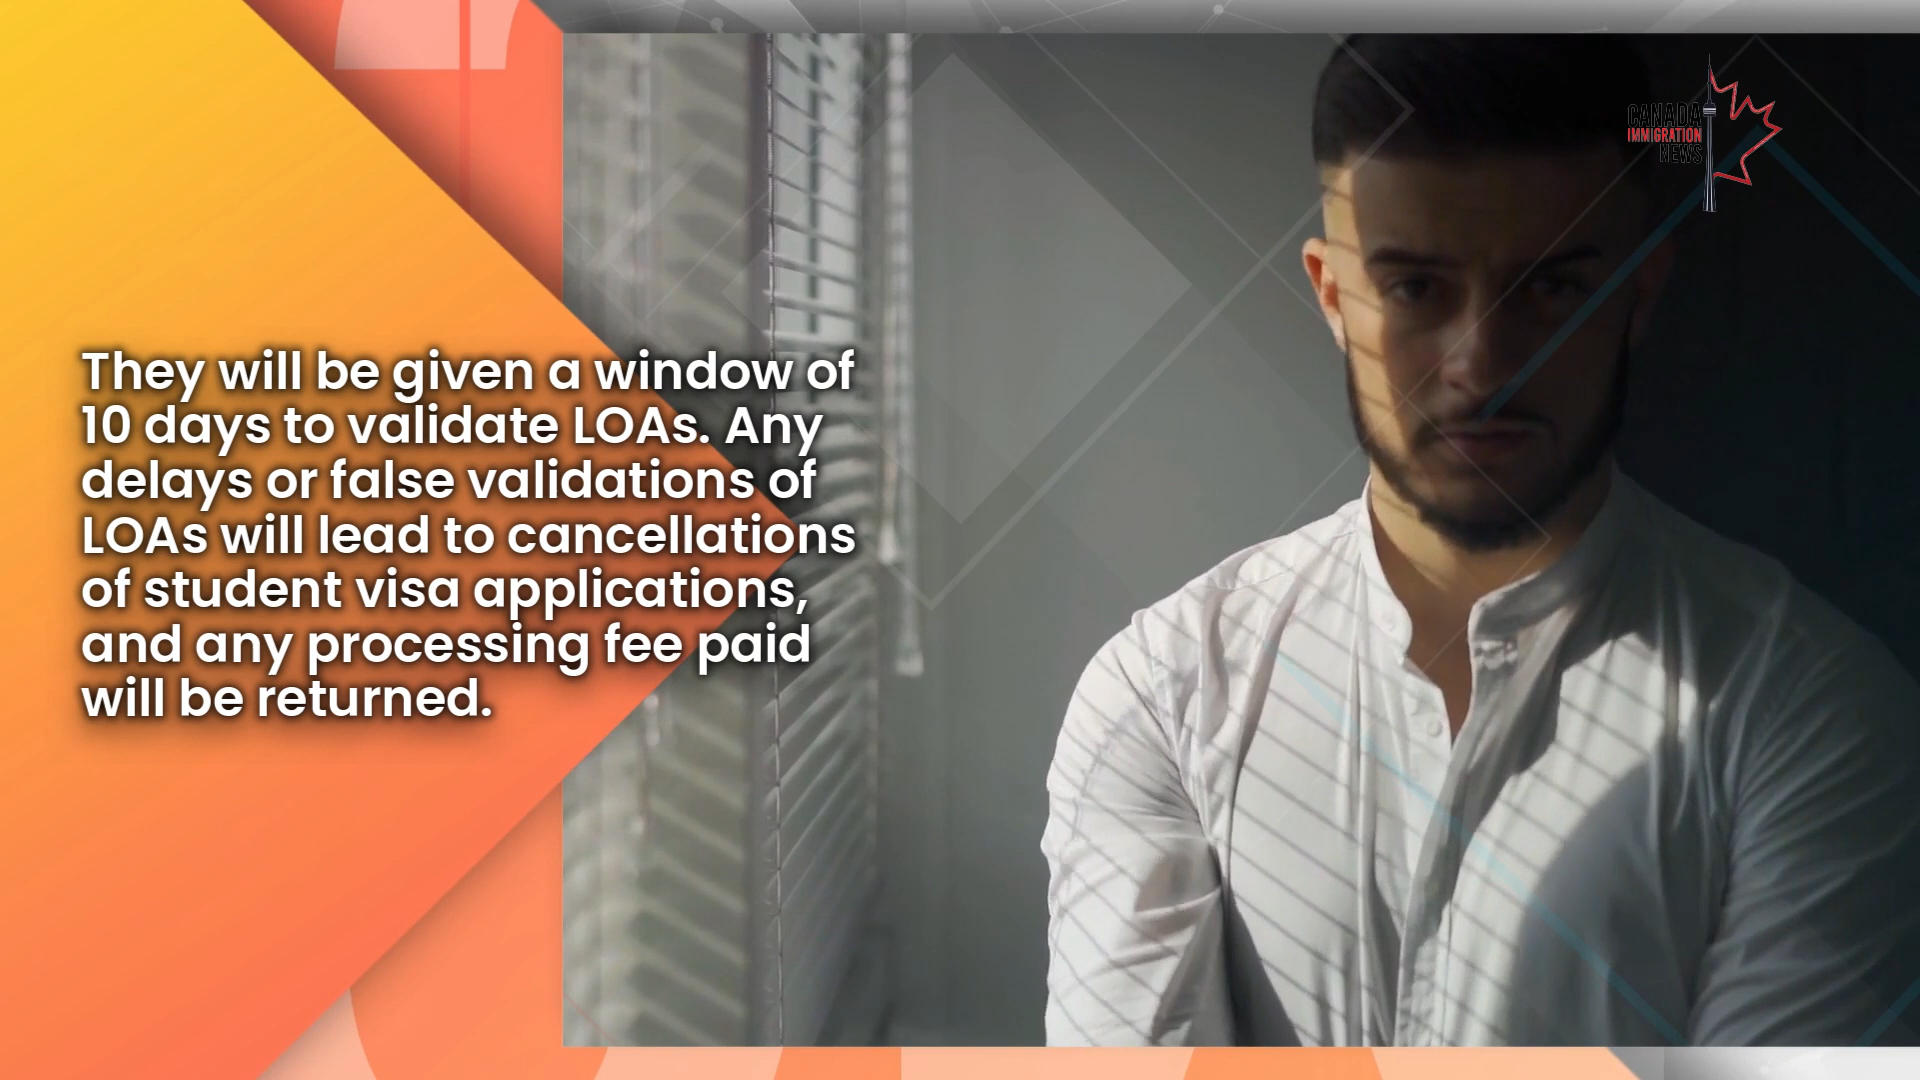 CANADA
IMMIGRATION
NEWS
They will be given a window of
10 days to validate LOAs. Any
delays or false validations of
LOAs will lead to cancellations
of student visa applications,
and any processing fee paid
will be returned.